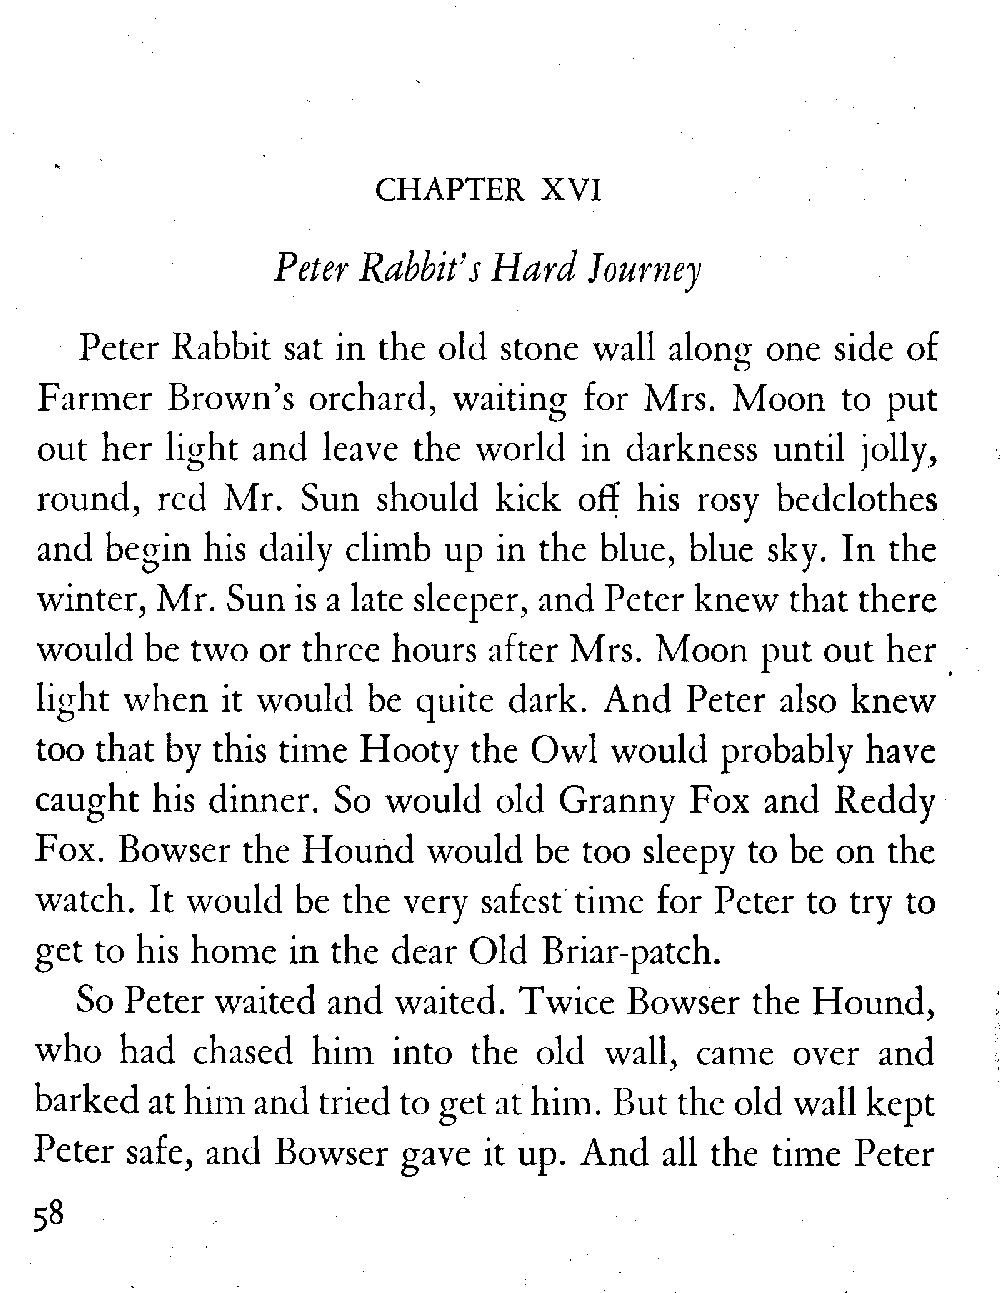 CHAPTER XVI
Peter Rabbit's Hard Journey
Peter Rabbit sat in the old stone wall along one side of
Farmer Brown's orchard, waiting for Mrs. Moon to put
out her light and leave the world in darkness until jolly,
round, red Mr. Sun should kick off his rosy bedclothes
and begin his daily climb up in the blue, blue sky. In the
winter, Mr. Sun is a late sleeper, and Peter knew that there
would be two or three hours after Mrs. Moon put out her
light when it would be quite dark. And Peter also knew
too that by this time Hooty the Owl would probably have
caught his dinner. So would old Granny Fox and Reddy
Fox. Bowser the Hound would be too sleepy to be on the
watch. It would be the very safest time for Peter to try to
get to his home in the dear Old Briar-patch.
So Peter waited and waited. Twice Bowser the Hound,
who had chased him into the old wall, came over and
barked at him and tried to get at him. But the old wall kept
Peter safe, and Bowser gave it up. And all the time Peter
58